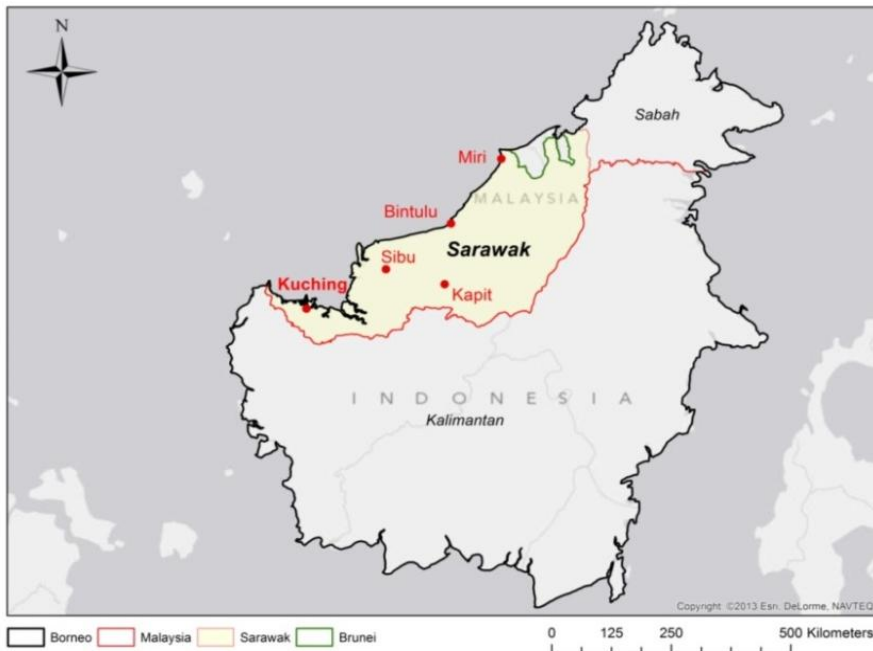 N
Sabah
Miri
MALAYSIA
Bintulu
Sarawak
Sibu
Kuching
Kapit
INDONESIA
Kalimantan
Copyright ©2013 Esri, DeLorme, NAVTEQ
Borneo Malaysia Sarawak Brunei
0 125 250 500 Kilometers